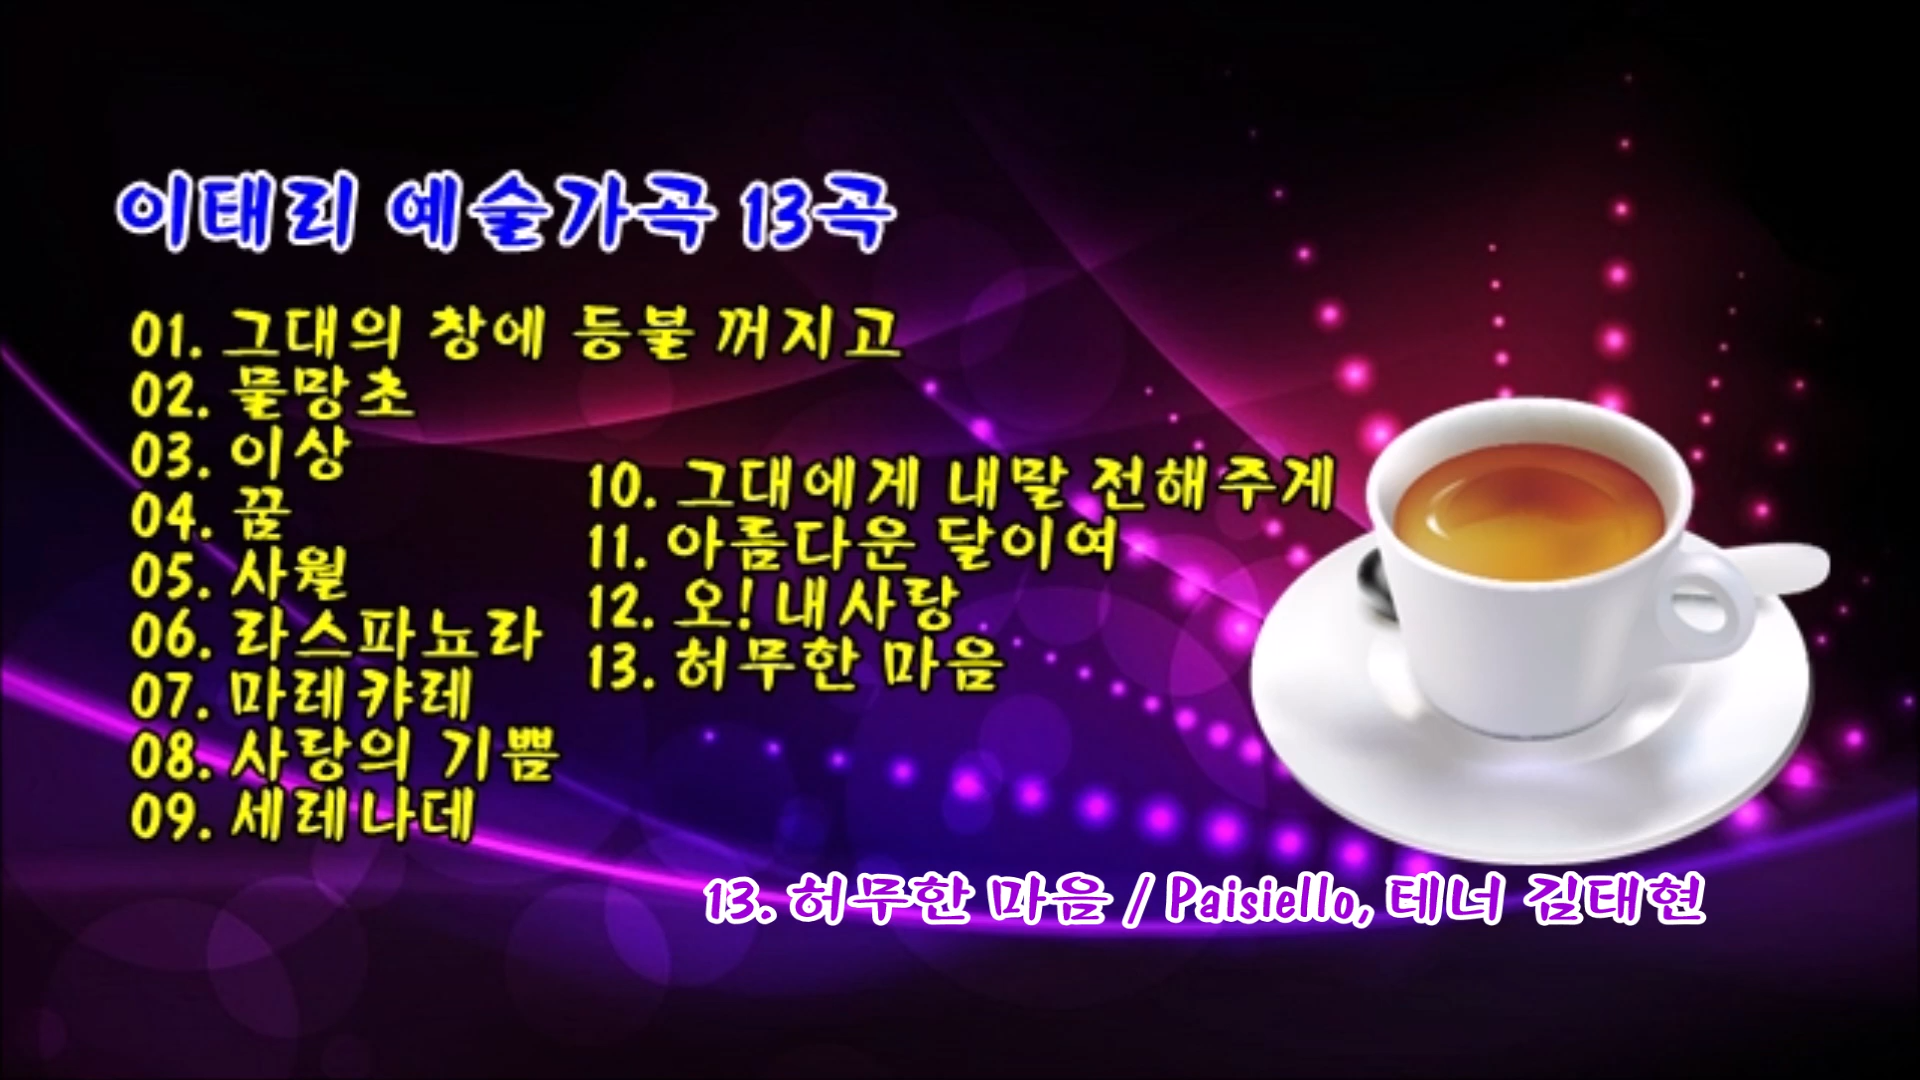 이태리 예술가곡 13곡
01. 그대의 창에 등불 꺼지고
02. 물망초
03. 이상
04. 꿈
05. 사월
06. 라스파뇨라
07. 마레캬레
08. 사랑의 기쁨
09. 세레나데
10. 그대에게 내말 전해주게
11. 아름다운 달이여
12. 오! 내사랑
13. 허무한 마음
13. 허무한 마음 / Paisiello, 테너 김태현